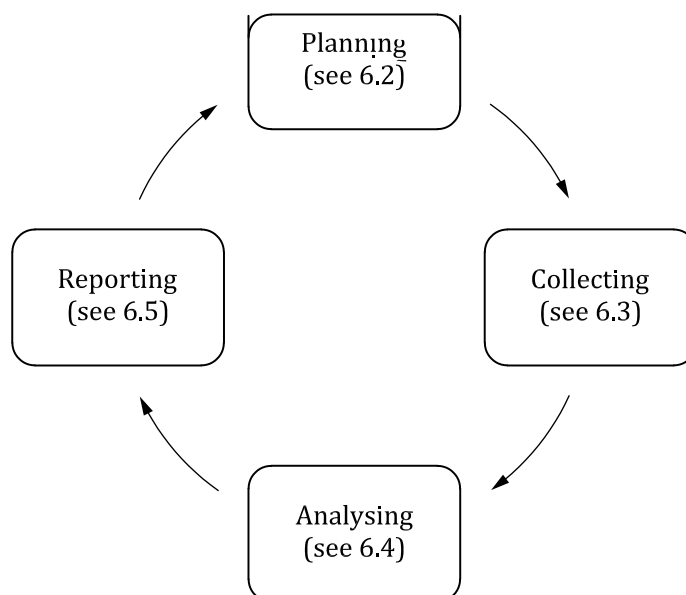 Planning
(see 6.2)
Reporting
(see 6.5)
Collecting
(see 6.3)
Analysing
(see 6.4)